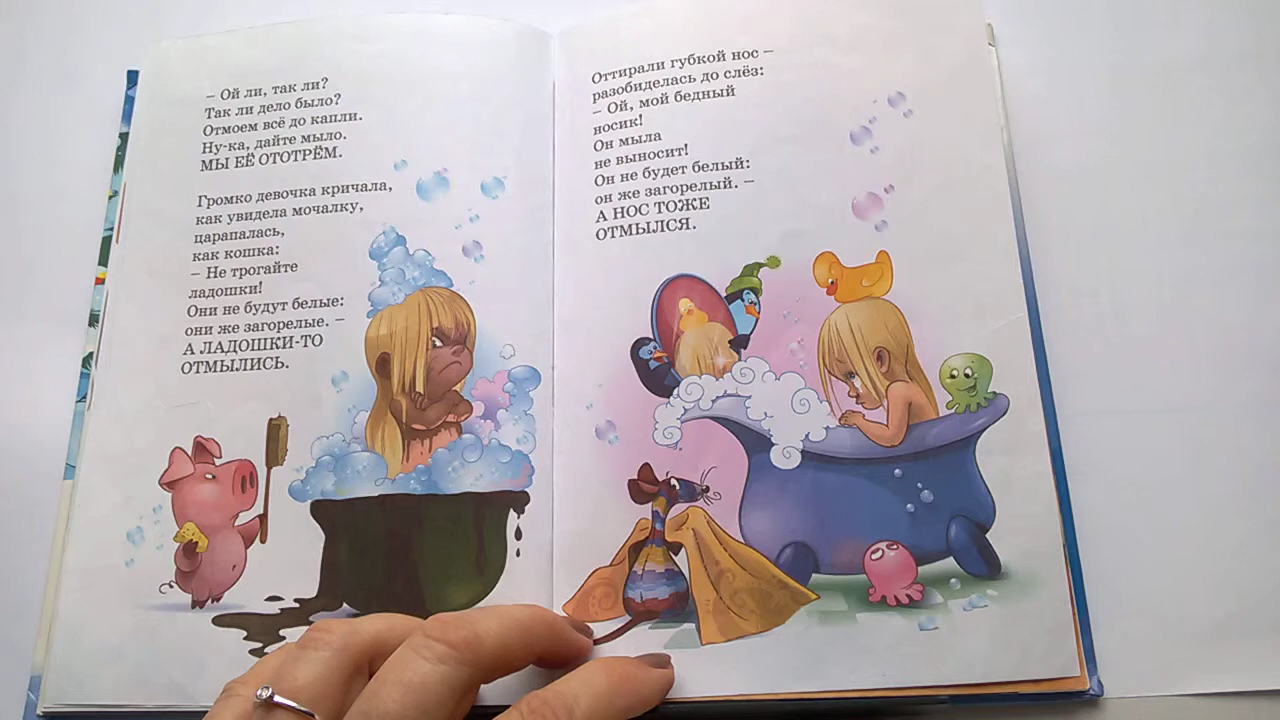 – Ой ли, так ли?
Так ли дело было?
Отмоем всё до капли.
Ну-ка, дайте мыло.
МЫ ЕЁ ОТОТРЁМ.
Громко девочка кричала,
как увидела мочалку,
царапалась,
как кошка:
– Не трогайте
ладошки!
Они не будут белые:
они же загорелые. –
А ЛАДОШКИ-ТО
ОТМЫЛИСЬ.
Оттирали губкой нос –
разобиделась до слёз:
– Ой, мой бедный
носик!
Он мыла
не выносит!
Он не будет белый:
он же загорелый. –
А НОС ТОЖЕ
ОТМЫЛСЯ.